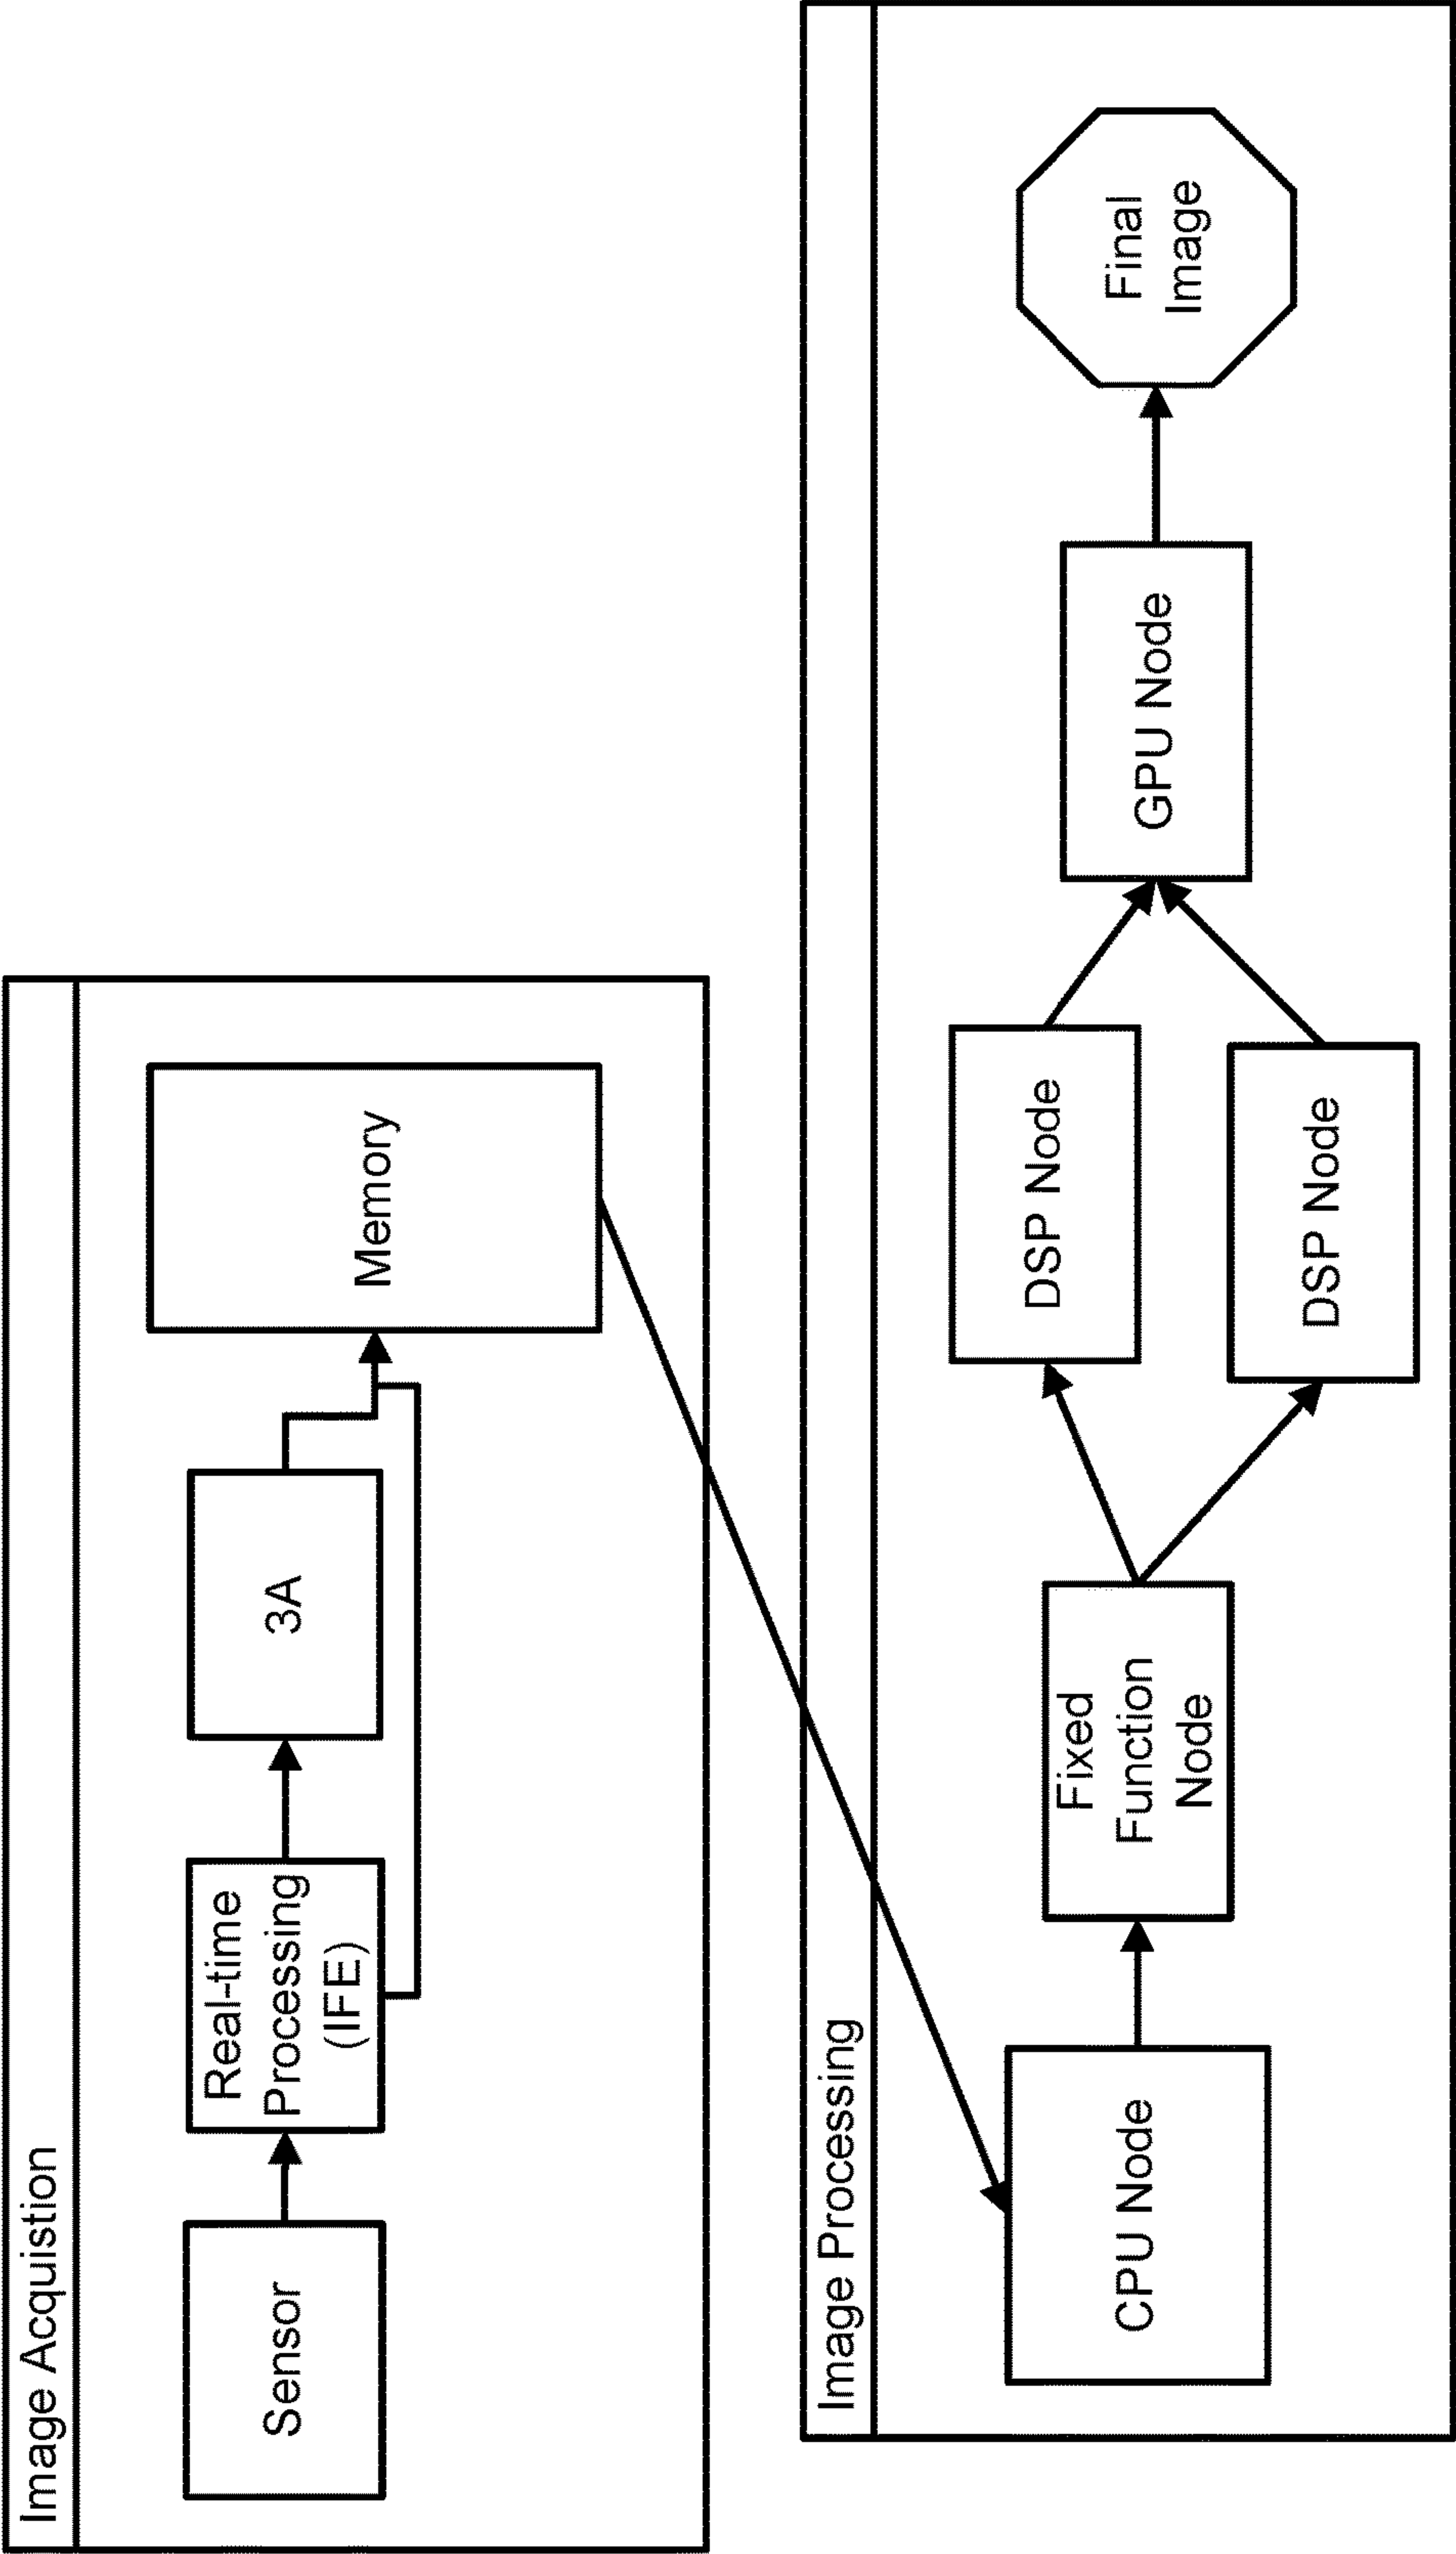 Image Acquistion
Sensor
Real-time
Processing
(IFE)
3A
Memory
Image Processing
CPU Node
Fixed
Function
Node
DSP Node
DSP Node
GPU Node
Final
Image